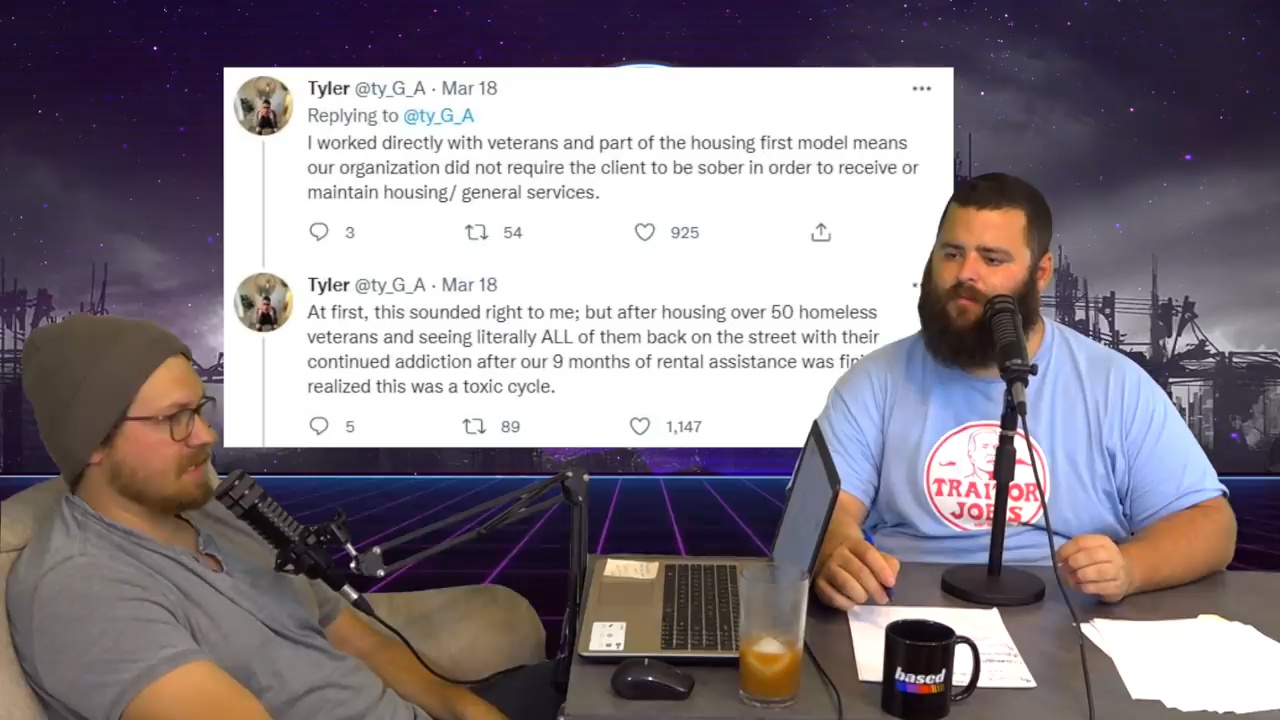 Tyler @ty_G_A · Mar 18
Replying to @ty_G_A
I worked directly with veterans and part of the housing first model means
our organization did not require the client to be sober in order to receive or
maintain housing/ general services.
3 54 925
Tyler @ty_G_A · Mar 18
At first, this sounded right to me; but after housing over 50 homeless
veterans and seeing literally ALL of them back on the street with their
continued addiction after our 9 months of rental assistance was
realized this was a toxic cycle.
5 89 1,147
TRAITOR
JOE'S
based